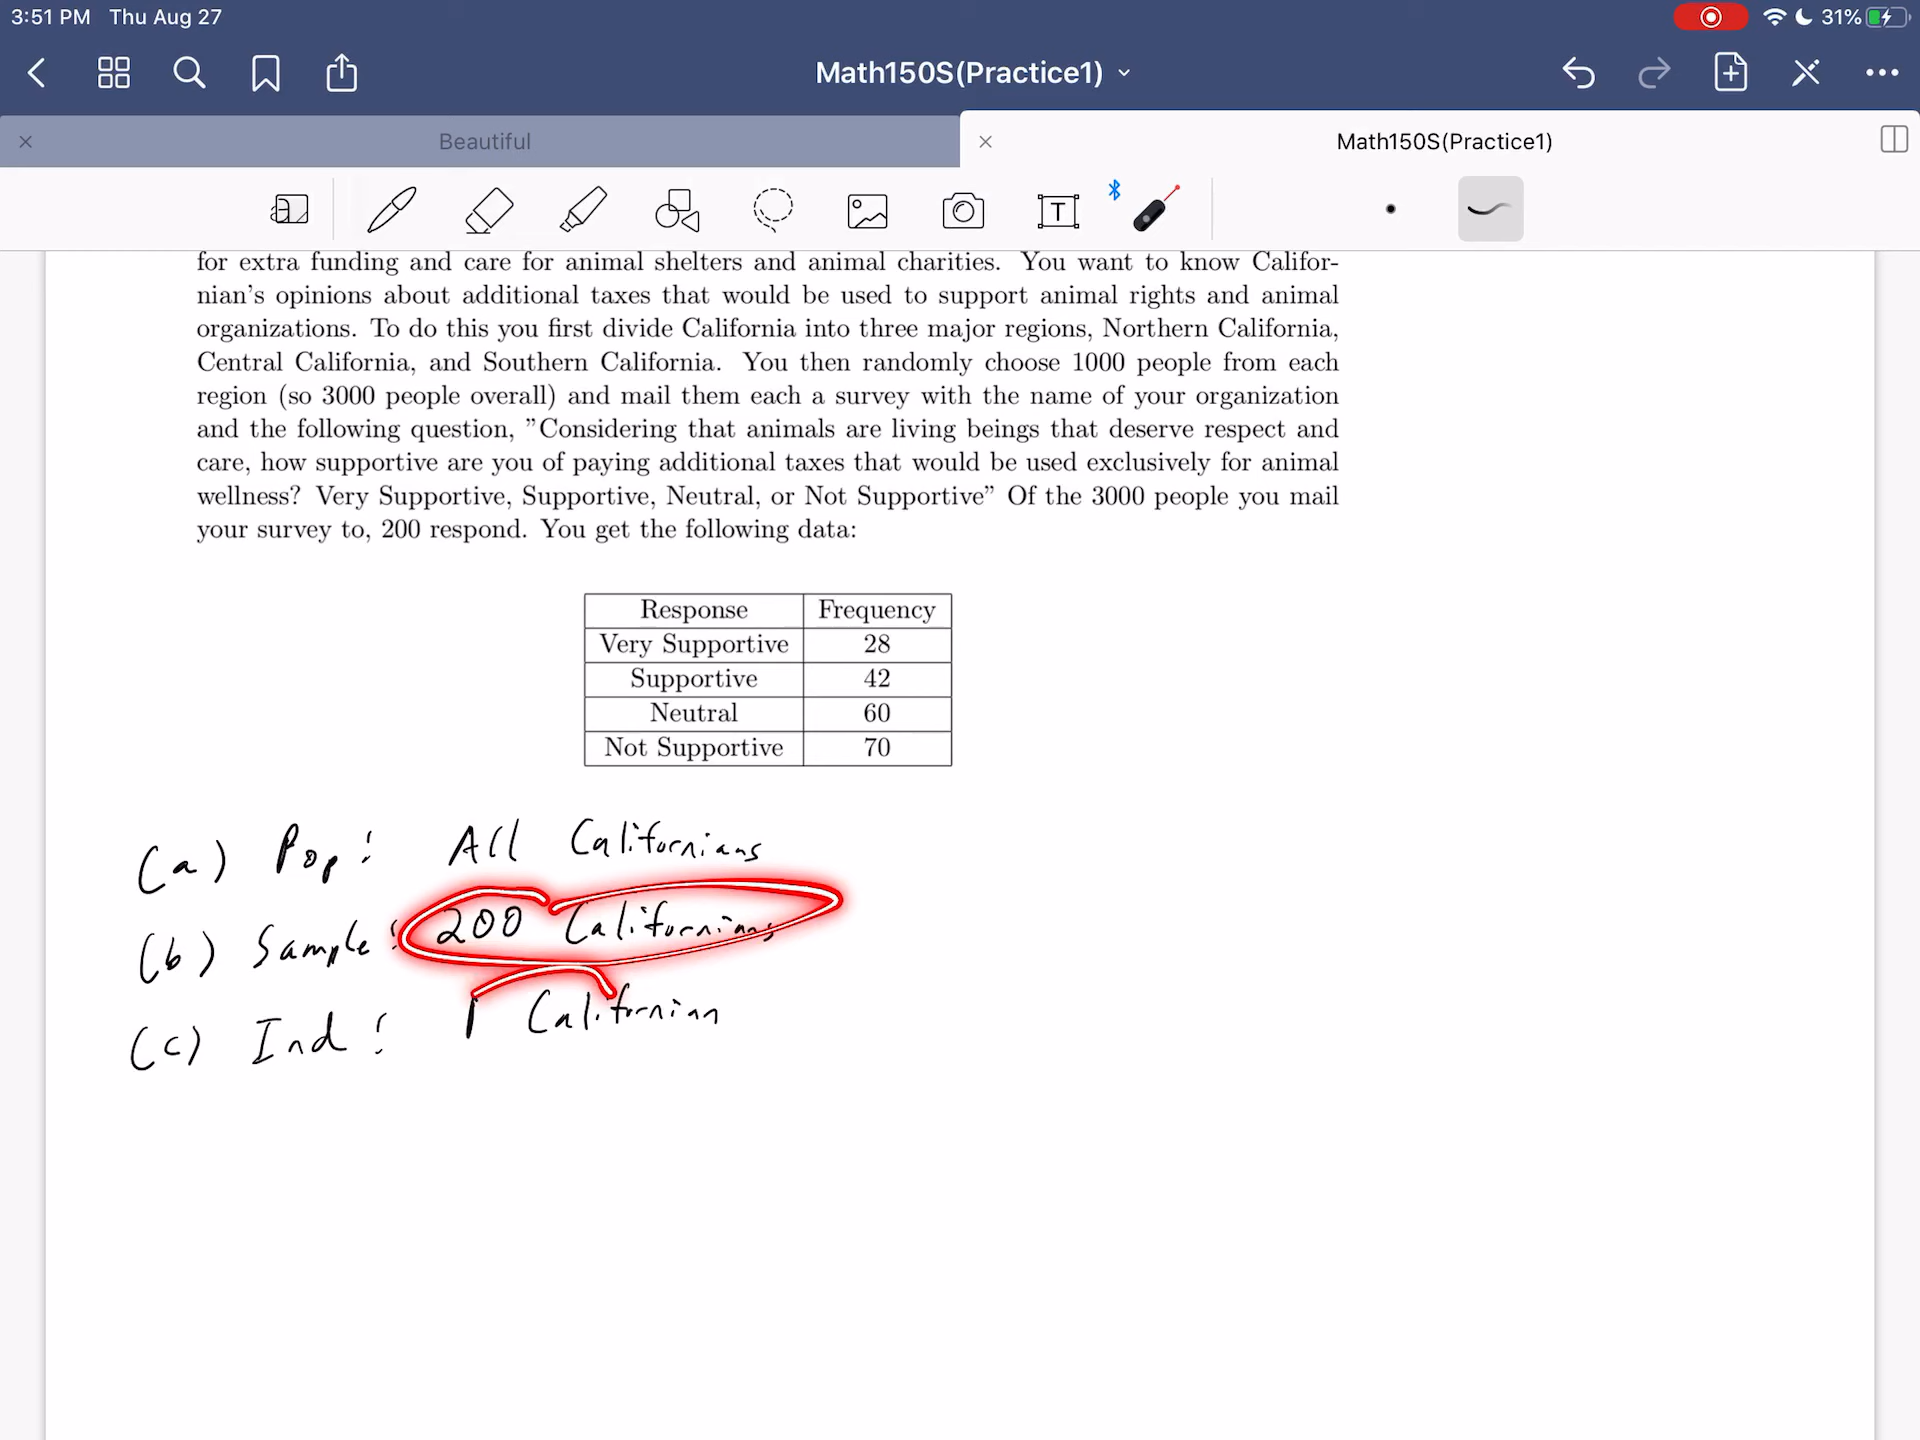 3:51 PM Thu Aug 27
31%
Math150S(Practice1)
Beautiful
Math150S(Practice1)
for extra funding and care for animal shelters and animal charities. You want to know Califor-
nian's opinions about additional taxes that would be used to support animal rights and animal
organizations. To do this you first divide California into three major regions, Northern California,
Central California, and Southern California. You then randomly choose 1000 people from each
region (so 3000 people overall) and mail them each a survey with the name of your organization
and the following question, ”Considering that animals are living beings that deserve respect and
care, how supportive are you of paying additional taxes that would be used exclusively for animal
wellness? Very Supportive, Supportive, Neutral, or Not Supportive” Of the 3000 people you mail
your survey to, 200 respond. You get the following data:
Response Frequency
Very Supportive 28
Supportive 42
Neutral 60
Not Supportive 70
(a) Pop: All Californians
(b) Sample: 200 Californians
(c) Ind: 1 Californian